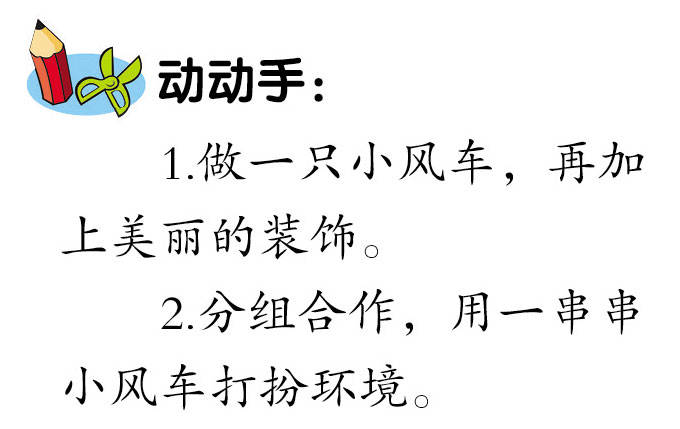 动动手：
1.做一只小风车，再加
上美丽的装饰。
2.分组合作，用一串串
小风车打扮环境。